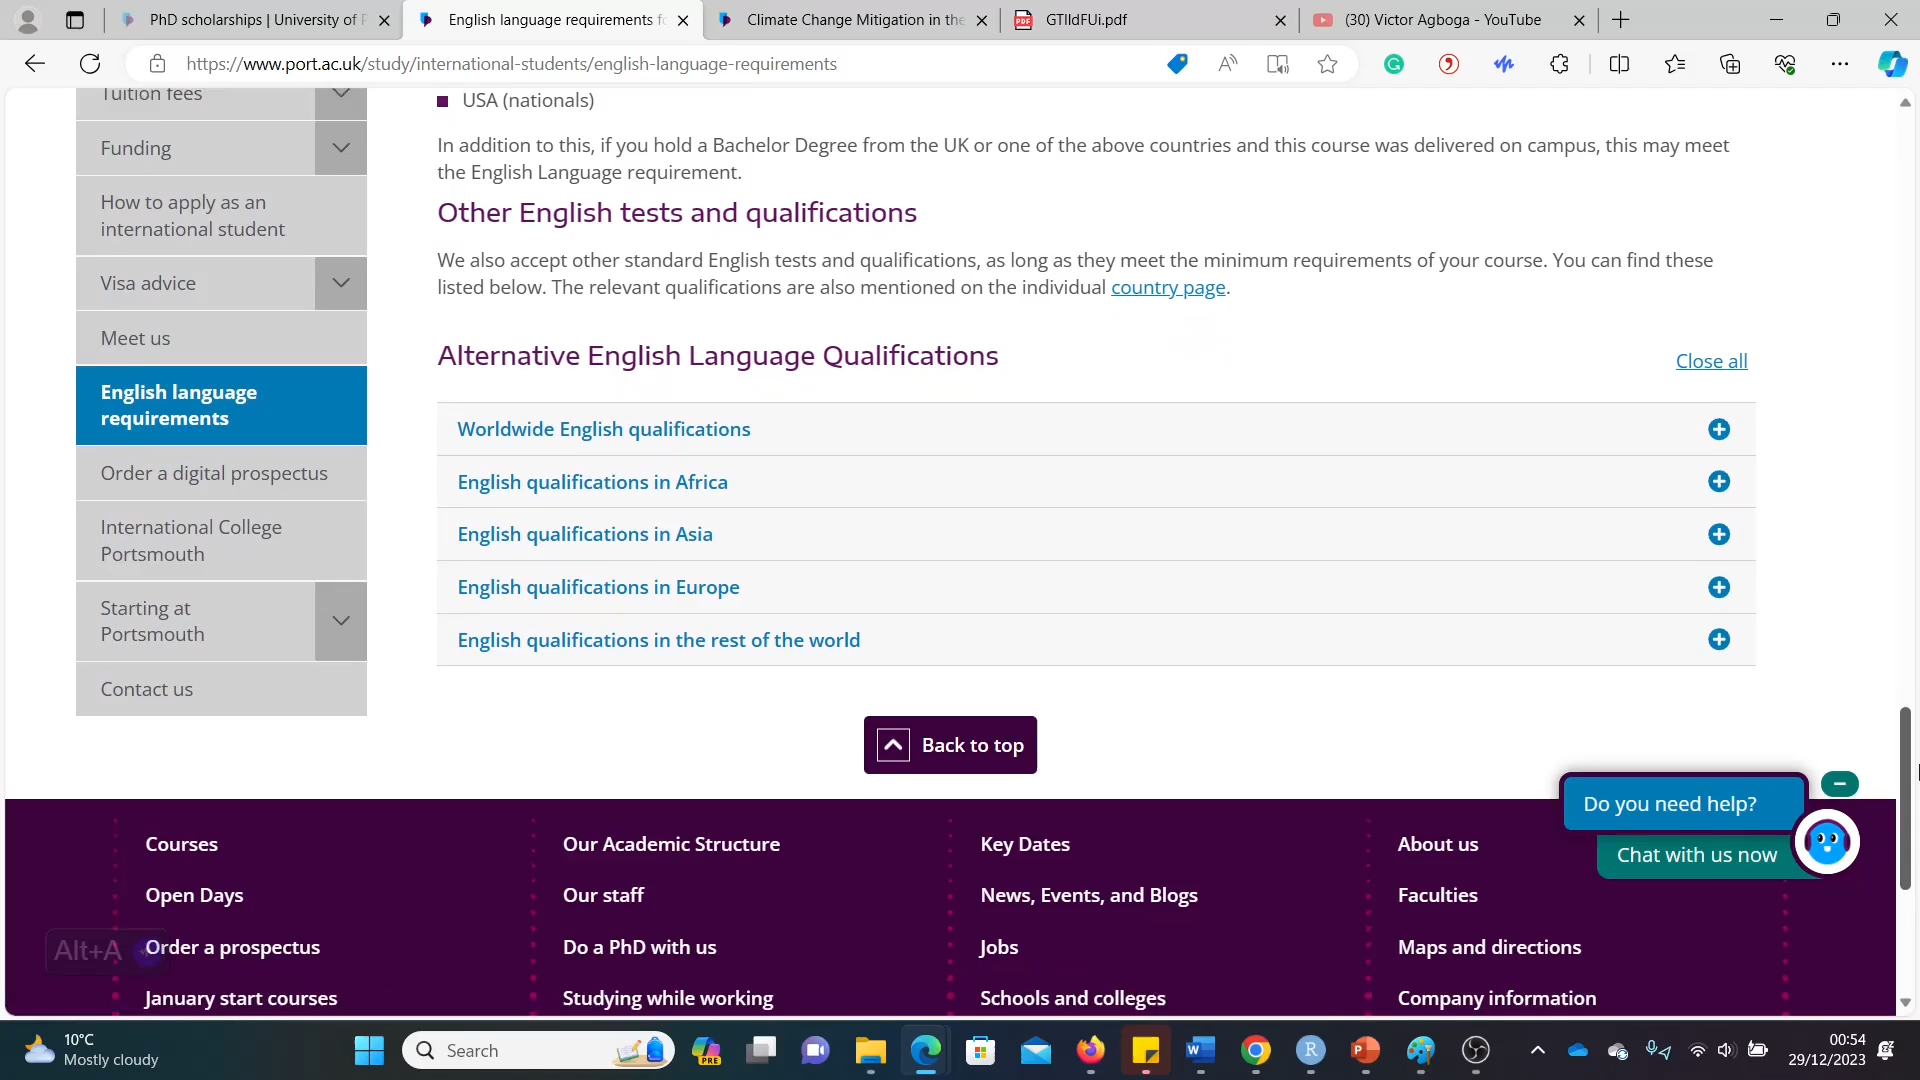 PhD scholarships | University of P
English language requirements fo
Climate Change Mitigation in the
GTIldFUi.pdf
(30) Victor Agboga - YouTube
https://www.port.ac.uk/study/international-students/english-language-requirements
Tuition fees
Funding
How to apply as an
international student
Visa advice
Meet us
English language
requirements
Order a digital prospectus
International College
Portsmouth
Starting at
Portsmouth
Contact us
USA (nationals)
In addition to this, if you hold a Bachelor Degree from the UK or one of the above countries and this course was delivered on campus, this may meet
the English Language requirement.
Other English tests and qualifications
We also accept other standard English tests and qualifications, as long as they meet the minimum requirements of your course. You can find these
listed below. The relevant qualifications are also mentioned on the individual country page.
Alternative English Language Qualifications
Close all
Worldwide English qualifications
English qualifications in Africa
English qualifications in Asia
English qualifications in Europe
English qualifications in the rest of the world
Back to top
Do you need help?
Chat with us now
Courses
Our Academic Structure
Key Dates
About us
Open Days
Our staff
News, Events, and Blogs
Faculties
Alt+A
Order a prospectus
Do a PhD with us
Jobs
Maps and directions
January start courses
Studying while working
Schools and colleges
Company information
10°C
Mostly cloudy
Search
PRE
00:54
29/12/2023